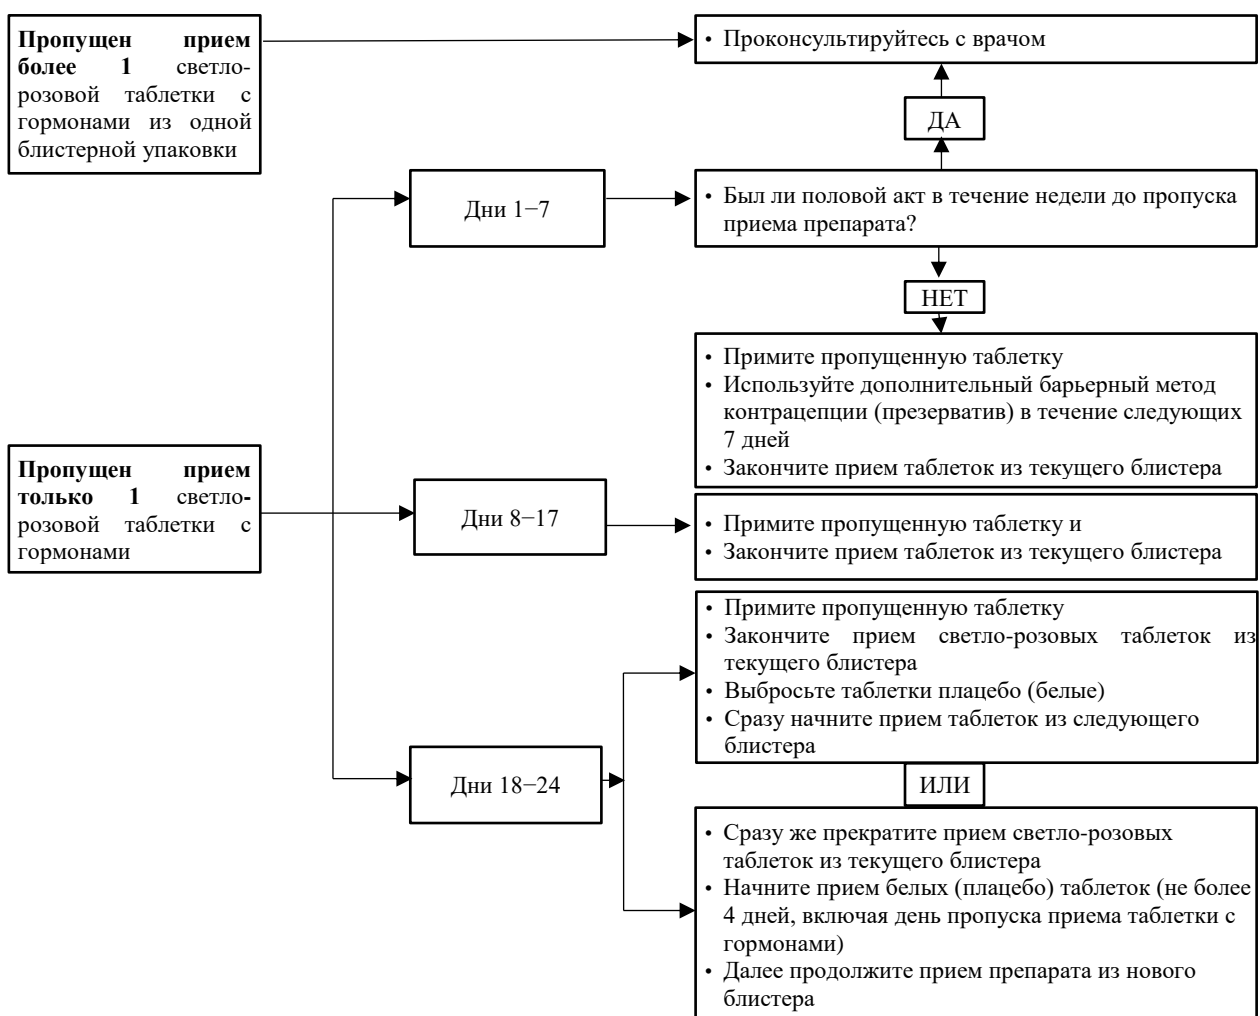 Пропущен прием
более 1 светло-
розовой таблетки с
гормонами из одной
блистерной упаковки
• Проконсультируйтесь с врачом
ДА
Дни 1−7
• Был ли половой акт в течение недели до пропуска
приема препарата?
НЕТ
• Примите пропущенную таблетку
• Используйте дополнительный барьерный метод
контрацепции (презерватив) в течение следующих
7 дней
• Закончите прием таблеток из текущего блистера
Пропущен прием
только 1 светло-
розовой таблетки с
гормонами
Дни 8−17
• Примите пропущенную таблетку и
• Закончите прием таблеток из текущего блистера
• Примите пропущенную таблетку
• Закончите прием светло-розовых таблеток из
текущего блистера
• Выбросьте таблетки плацебо (белые)
• Сразу начните прием таблеток из следующего
блистера
Дни 18−24
ИЛИ
• Сразу же прекратите прием светло-розовых
таблеток из текущего блистера
• Начните прием белых (плацебо) таблеток (не более
4 дней, включая день пропуска приема таблетки с
гормонами)
• Далее продолжите прием препарата из нового
блистера